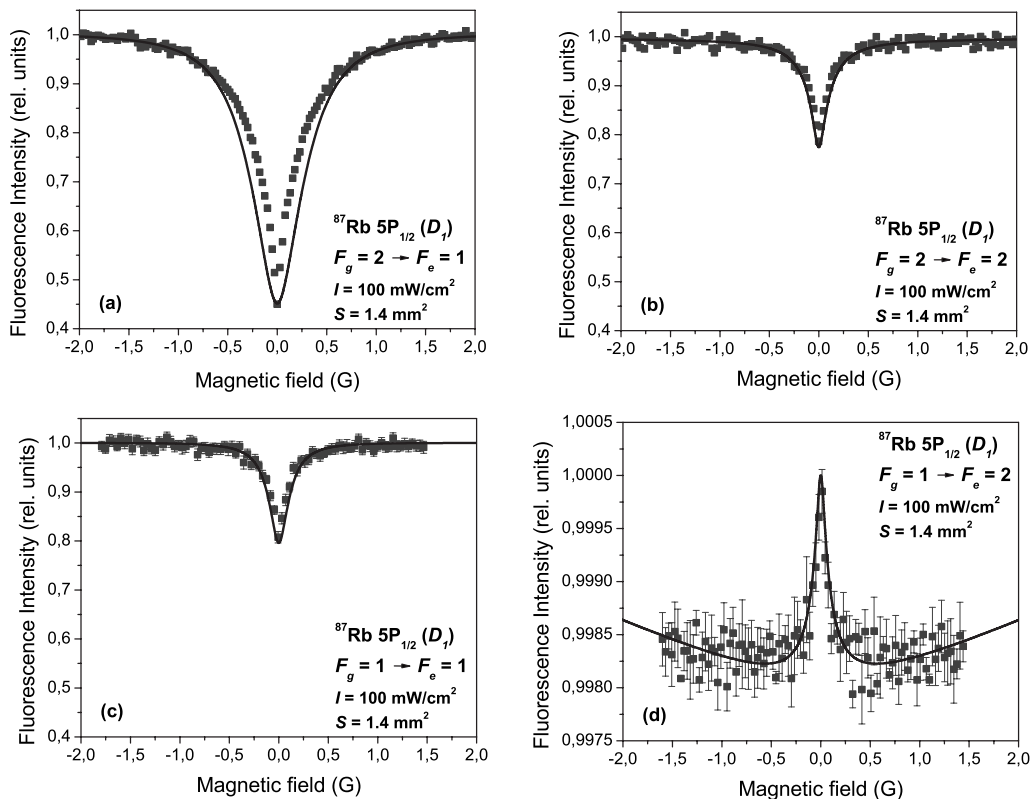 Fluorescence Intensity (rel. units)
1,0
0,9
0,8
0,7
0,6
0,5
0,4
-2,0 -1,5 -1,0 -0,5 0,0 0,5 1,0 1,5 2,0
Magnetic field (G)
(a)
⁸⁷Rb 5P₁/₂ (D₁)
F_g = 2 → F_e = 1
I = 100 mW/cm²
S = 1.4 mm²
Fluorescence Intensity (rel. units)
1,0
0,9
0,8
0,7
0,6
0,5
0,4
-2,0 -1,5 -1,0 -0,5 0,0 0,5 1,0 1,5 2,0
Magnetic field (G)
(b)
⁸⁷Rb 5P₁/₂ (D₁)
F_g = 2 → F_e = 2
I = 100 mW/cm²
S = 1.4 mm²
Fluorescence Intensity (rel. units)
1,0
0,9
0,8
0,7
0,6
0,5
0,4
-2,0 -1,5 -1,0 -0,5 0,0 0,5 1,0 1,5 2,0
Magnetic field (G)
(c)
⁸⁷Rb 5P₁/₂ (D₁)
F_g = 1 → F_e = 1
I = 100 mW/cm²
S = 1.4 mm²
Fluorescence Intensity (rel. units)
1,0005
1,0000
0,9995
0,9990
0,9985
0,9980
0,9975
-2,0 -1,5 -1,0 -0,5 0,0 0,5 1,0 1,5 2,0
Magnetic field (G)
(d)
⁸⁷Rb 5P₁/₂ (D₁)
F_g = 1 → F_e = 2
I = 100 mW/cm²
S = 1.4 mm²